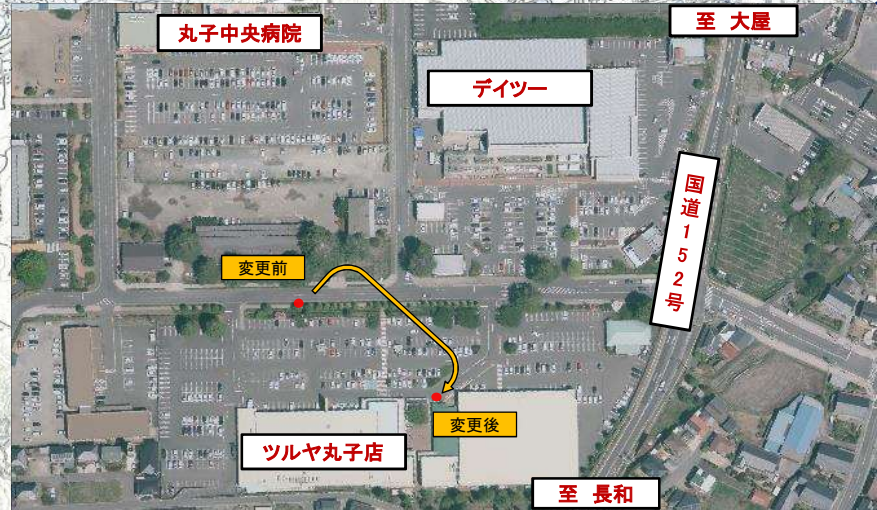 至 大屋
丸子中央病院
デイツー
国道152号
変更前
変更後
ツルヤ丸子店
至 長和